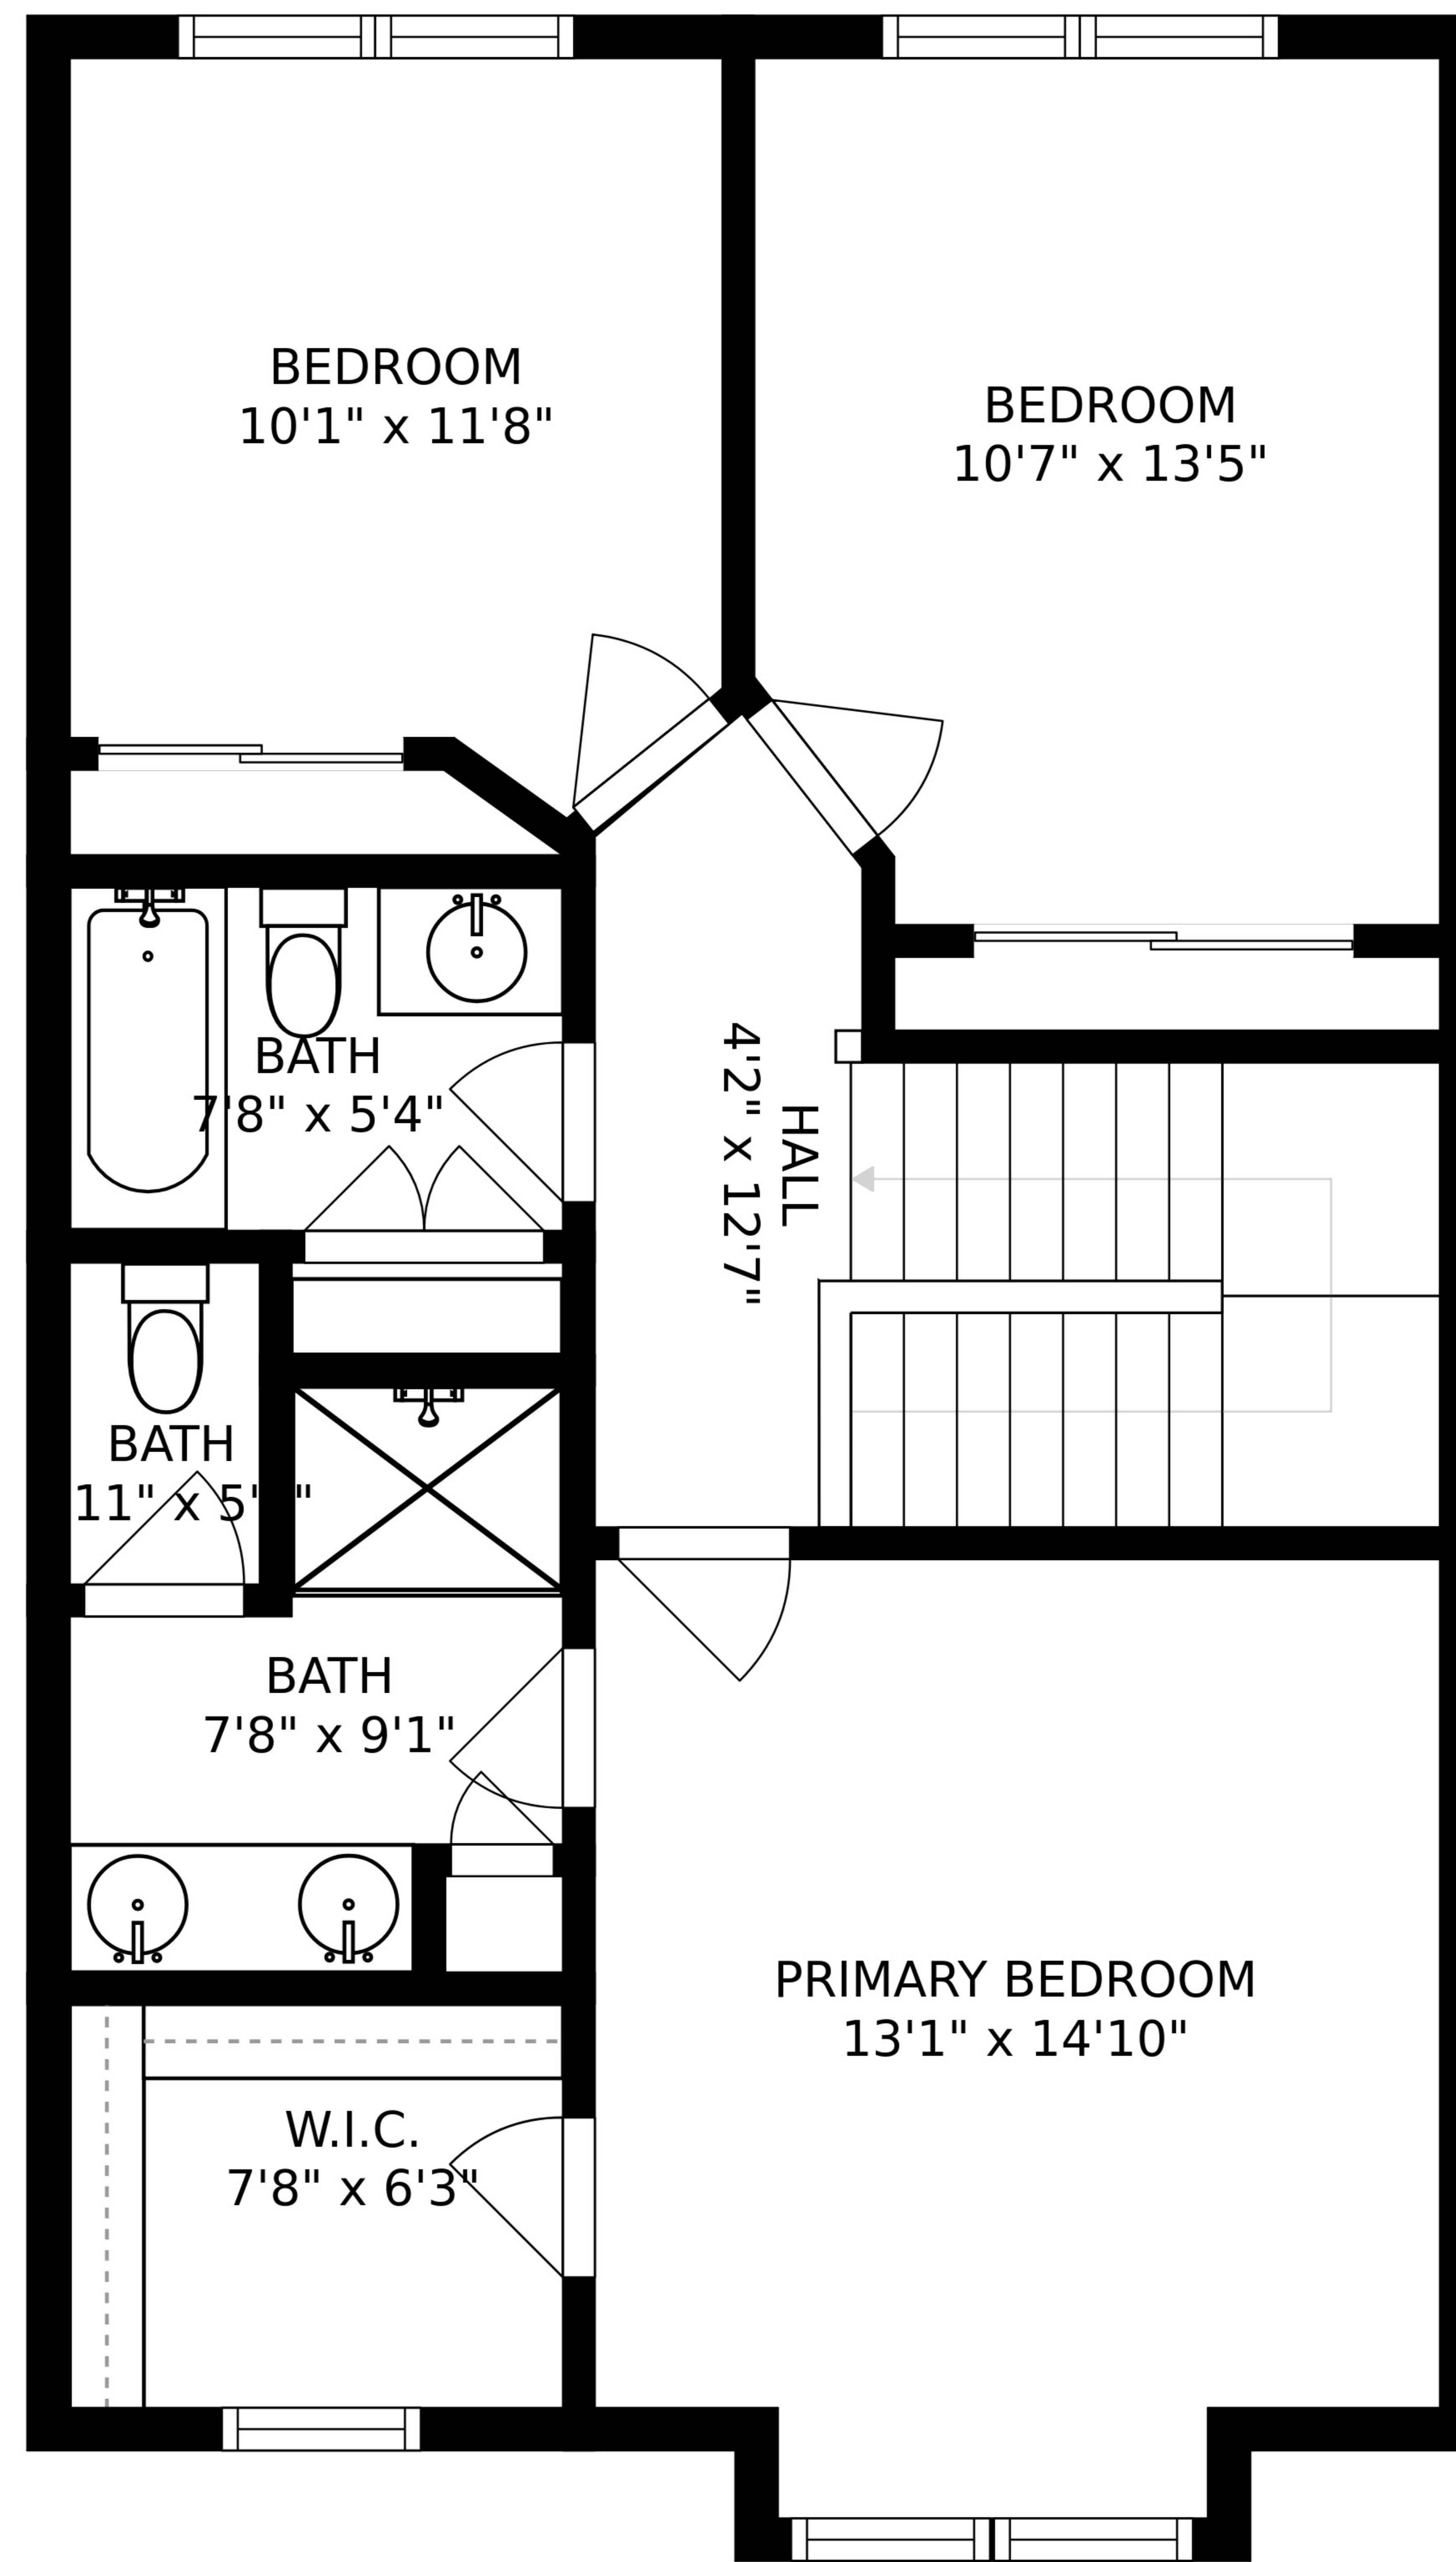 BEDROOM
10'1" x 11'8"
BEDROOM
10'7" x 13'5"
BATH
7'8" x 5'4"
HALL
4'2" x 12'7"
BATH
11" x
BATH
7'8" x 9'1"
PRIMARY BEDROOM
13'1" x 14'10"
W.I.C.
7'8" x 6'3"